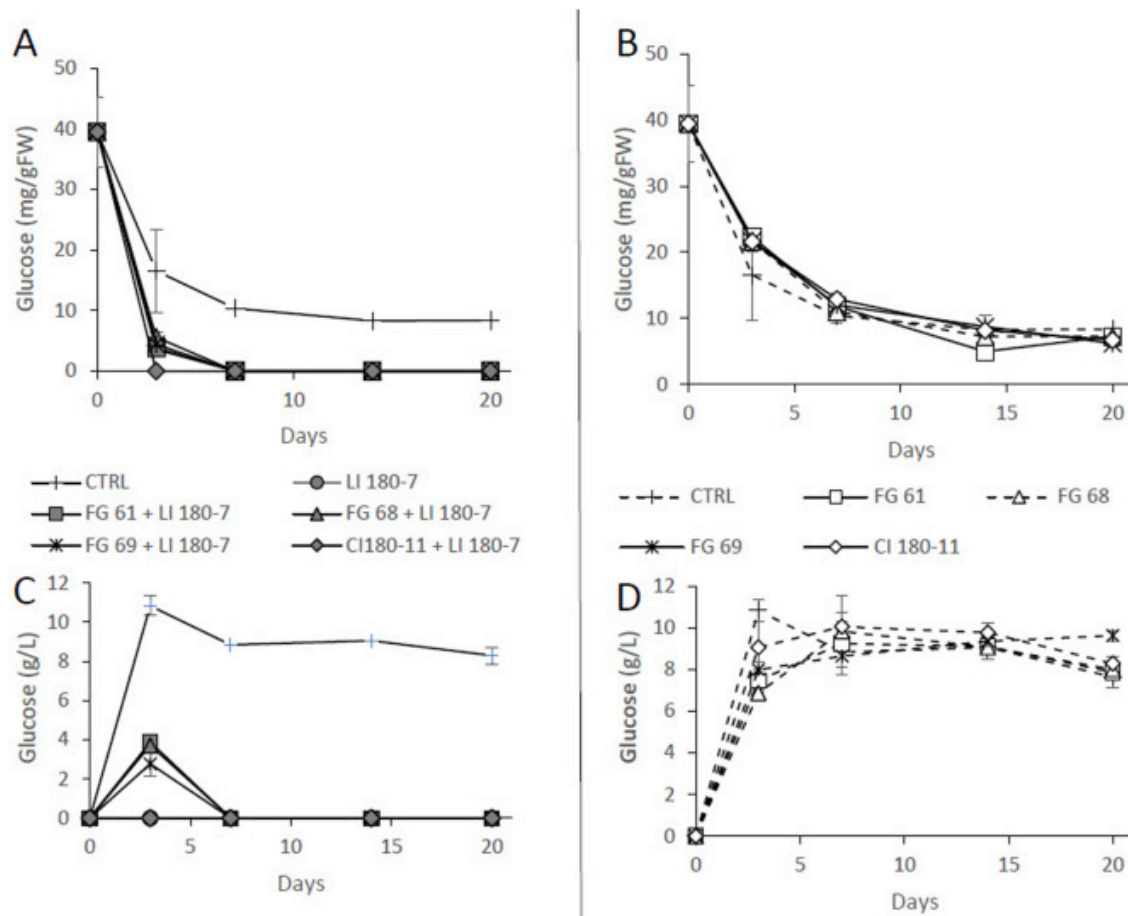 A
50
40
30
20
10
0
Glucose (mg/gFW)
0 10 20
Days
CTRL LI 180-7
FG 61 + LI 180-7 FG 68 + LI 180-7
FG 69 + LI 180-7 CI180-11 + LI 180-7
B
50
40
30
20
10
0
Glucose (mg/gFW)
0 5 10 15 20
Days
CTRL FG 61 FG 68
FG 69 CI 180-11
C
12
10
8
6
4
2
0
Glucose (g/L)
0 5 10 15 20
Days
D
12
10
8
6
4
2
0
Glucose (g/L)
0 5 10 15 20
Days